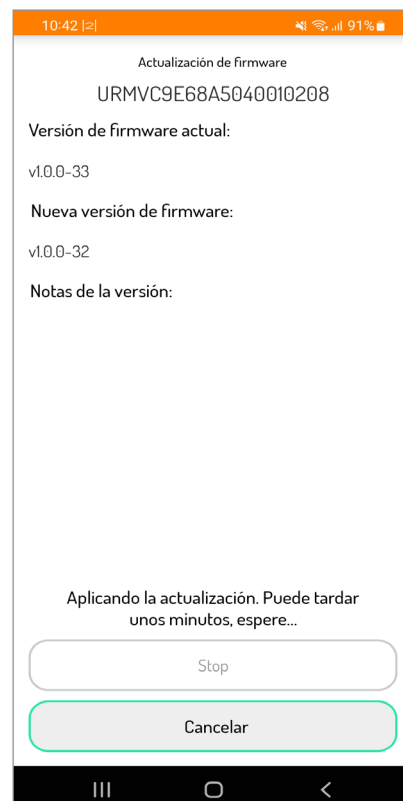 10:42 |2| 91%
Actualización de firmware
URMVC9E68A5040010208
Versión de firmware actual:
v1.0.0-33
Nueva versión de firmware:
v1.0.0-32
Notas de la versión:
Aplicando la actualización. Puede tardar
unos minutos, espere...
Stop
Cancelar